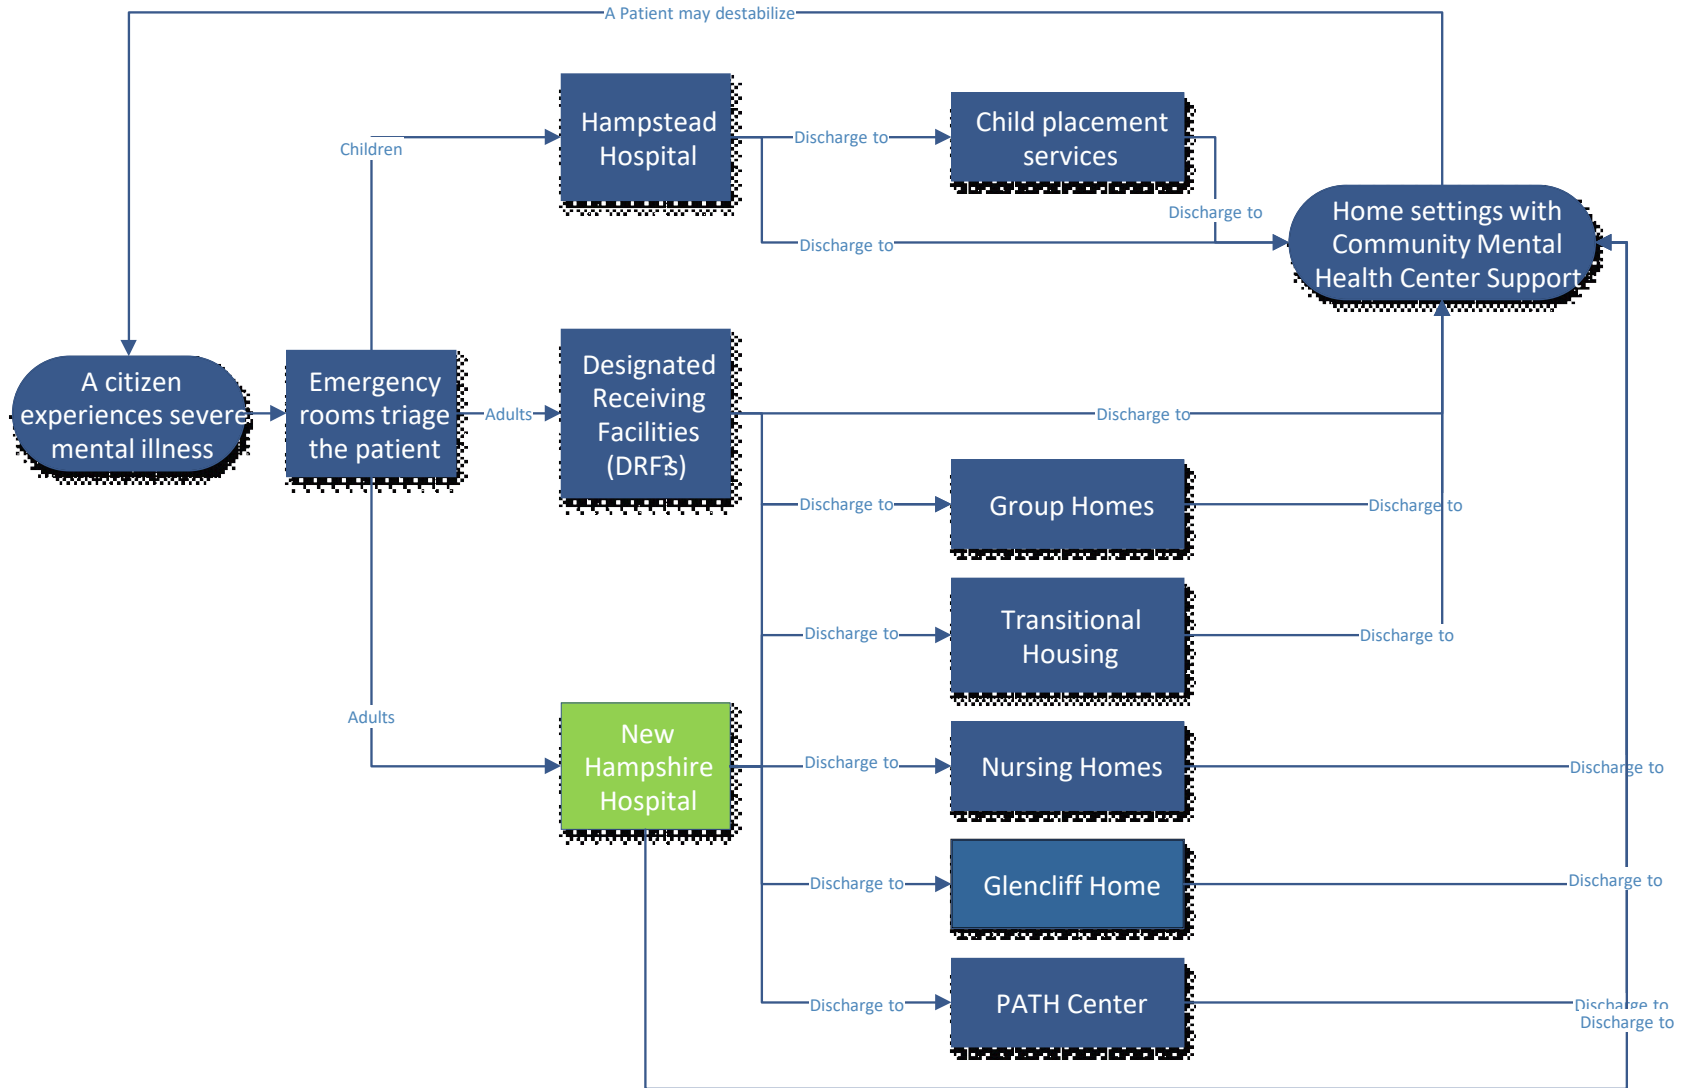 A Patient may destabilize
Hampstead
Hospital
Discharge to
Child placement
services
Children
Discharge to
Discharge to
Home settings with
Community Mental
Health Center Support
A citizen
experiences severe
mental illness
Emergency
rooms triage
the patient
Adults
Designated
Receiving
Facilities
(DRF?s)
Discharge to
Discharge to
Group Homes
Discharge to
Discharge to
Transitional
Housing
Discharge to
Adults
New
Hampshire
Hospital
Discharge to
Nursing Homes
Discharge to
Discharge to
Glencliff Home
Discharge to
Discharge to
PATH Center
Discharge to
Discharge to